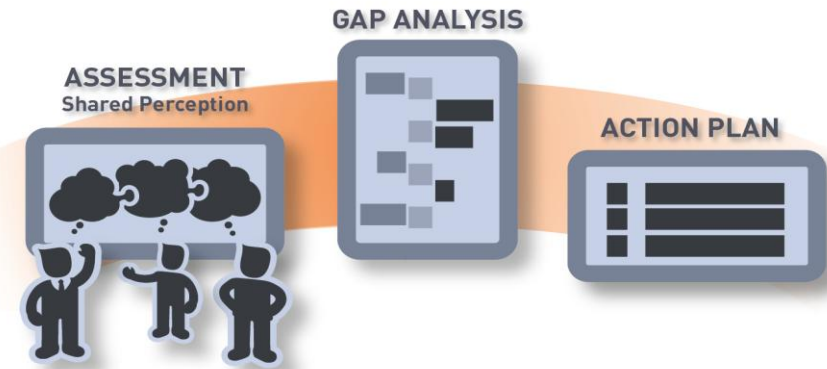 GAP ANALYSIS
ASSESSMENT
Shared Perception
ACTION PLAN